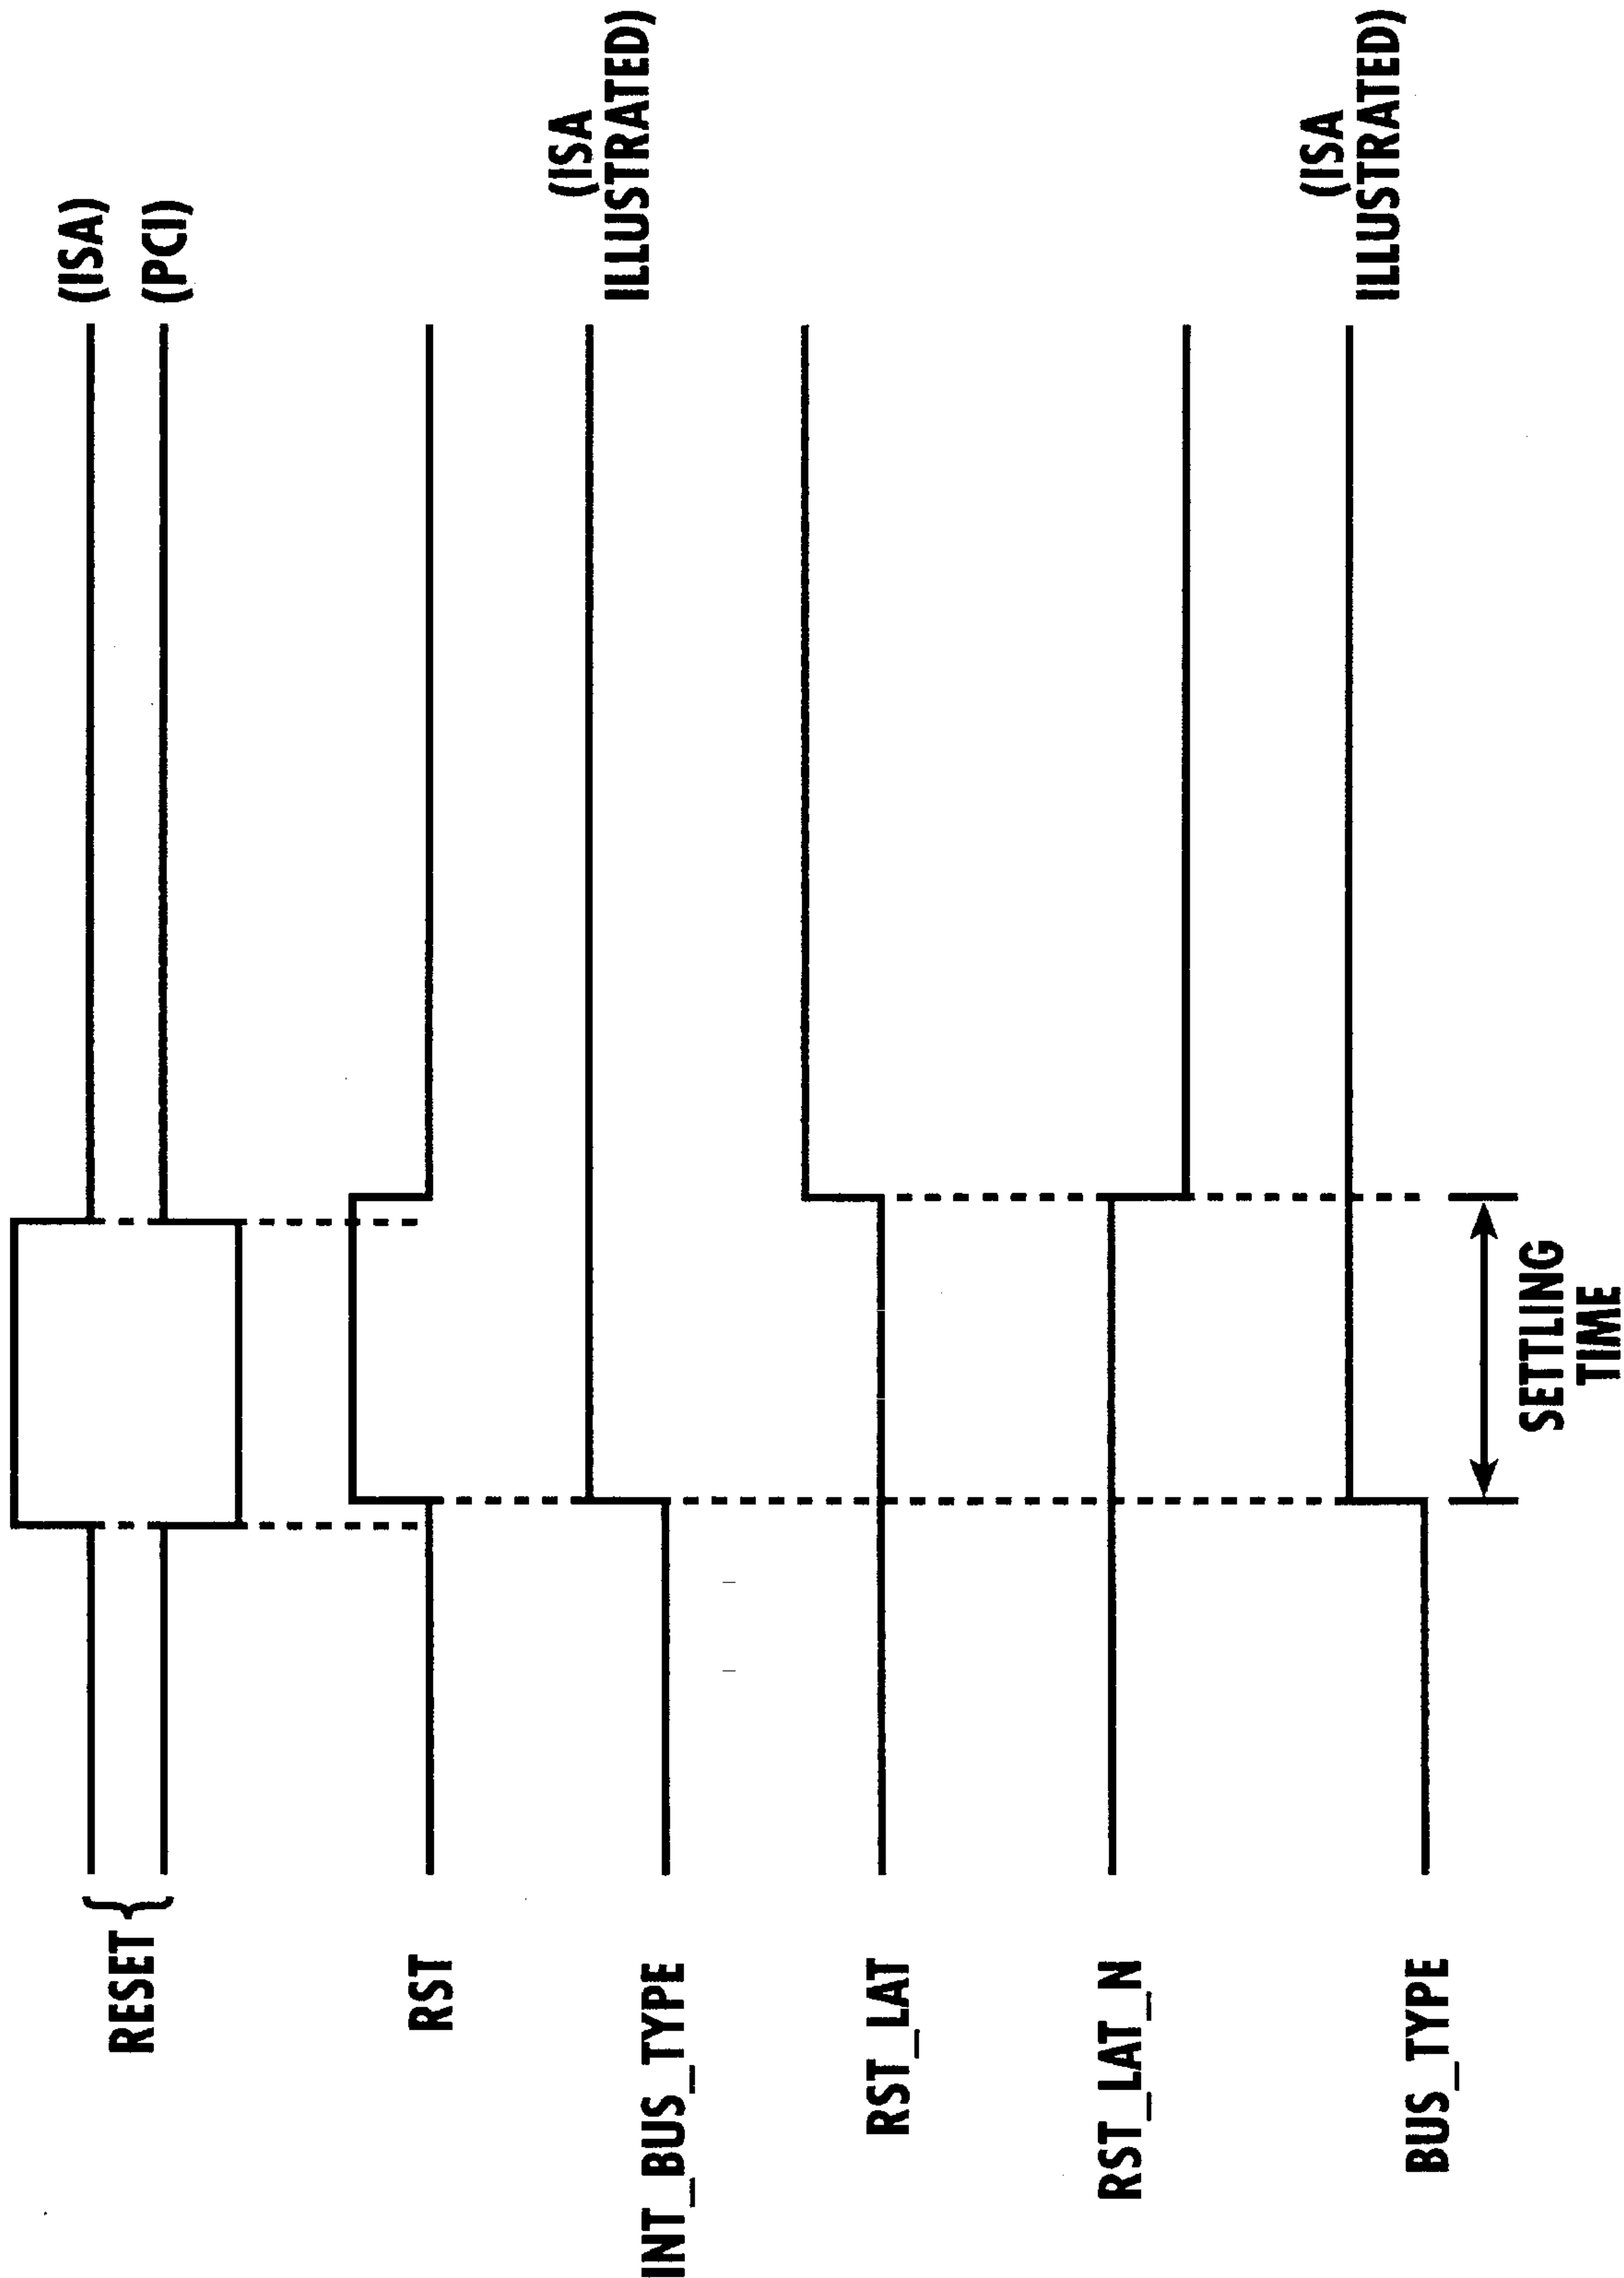 RESET {
(ISA)
(PCI)
RST
INT_BUS_TYPE
(ISA
ILLUSTRATED)
RST_LAT
RST_LAT_N
BUS_TYPE
(ISA
ILLUSTRATED)
SETTLING
TIME